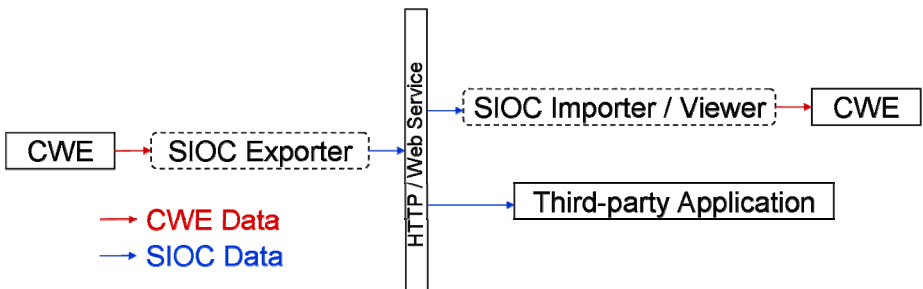 CWE
SIOC Exporter
HTTP / Web Service
SIOC Importer / Viewer
CWE
Third-party Application
CWE Data
SIOC Data